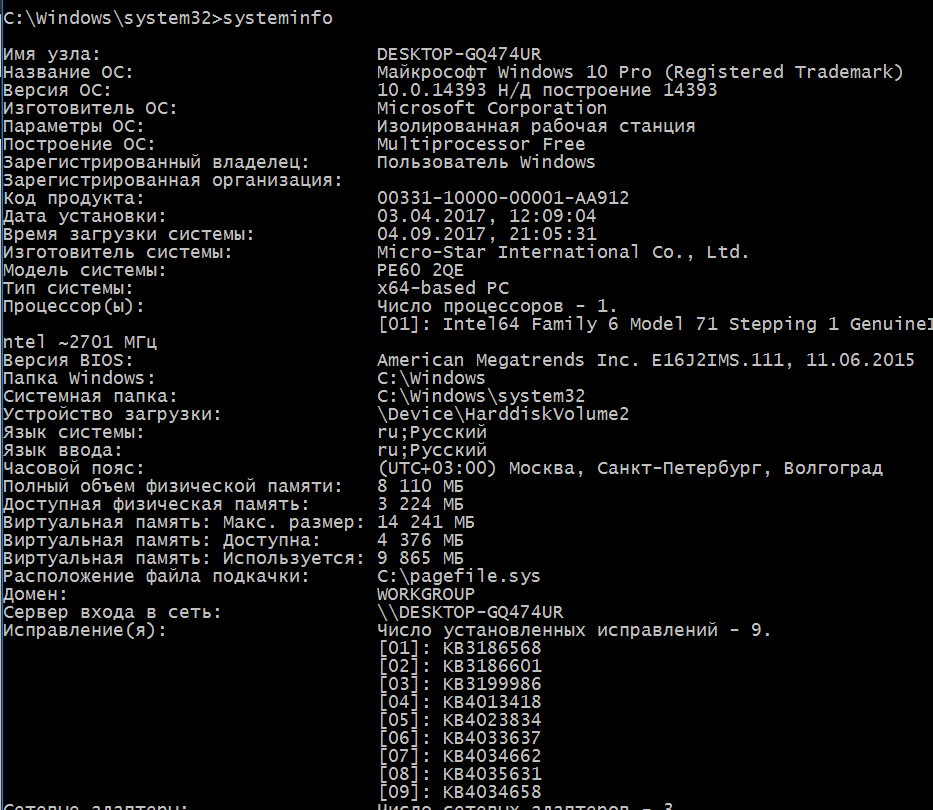 C:\Windows\system32>systeminfo
Имя узла: DESKTOP-GQ474UR
Название ОС: Майкрософт Windows 10 Pro (Registered Trademark)
Версия ОС: 10.0.14393 Н/Д построение 14393
Изготовитель ОС: Microsoft Corporation
Параметры ОС: Изолированная рабочая станция
Построение ОС: Multiprocessor Free
Зарегистрированный владелец: Пользователь Windows
Зарегистрированная организация:
Код продукта: 00331-10000-00001-AA912
Дата установки: 03.04.2017, 12:09:04
Время загрузки системы: 04.09.2017, 21:05:31
Изготовитель системы: Micro-Star International Co., Ltd.
Модель системы: PE60 2QE
Тип системы: x64-based PC
Процессор(ы): Число процессоров - 1.
[01]: Intel64 Family 6 Model 71 Stepping 1 GenuineI
ntel ~2701 МГц
Версия BIOS: American Megatrends Inc. E16J2IMS.111, 11.06.2015
Папка Windows: C:\Windows
Системная папка: C:\Windows\system32
Устройство загрузки: \Device\HarddiskVolume2
Язык системы: ru;Русский
Язык ввода: ru;Русский
Часовой пояс: (UTC+03:00) Москва, Санкт-Петербург, Волгоград
Полный объем физической памяти: 8 110 МБ
Доступная физическая память: 3 224 МБ
Виртуальная память: Макс. размер: 14 241 МБ
Виртуальная память: Доступна: 4 376 МБ
Виртуальная память: Используется: 9 865 МБ
Расположение файла подкачки: C:\pagefile.sys
Домен: WORKGROUP
Сервер входа в сеть: \\DESKTOP-GQ474UR
Исправление(я): Число установленных исправлений - 9.
[01]: KB3186568
[02]: KB3186601
[03]: KB3199986
[04]: KB4013418
[05]: KB4023834
[06]: KB4033637
[07]: KB4034662
[08]: KB4035631
[09]: KB4034658
Сетевые адаптеры: Число сетевых адаптеров - 3.